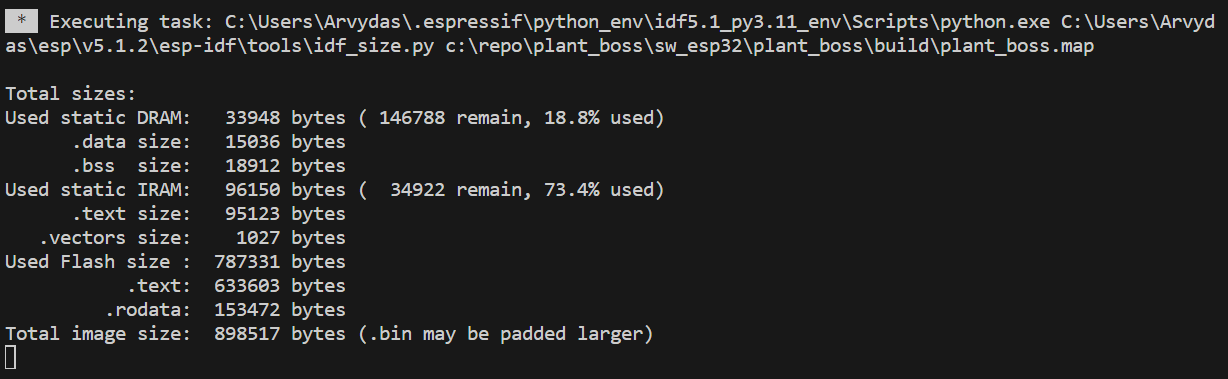 * Executing task: C:\Users\Arvydas\.espressif\python_env\idf5.1_py3.11_env\Scripts\python.exe C:\Users\Arvyd
as\esp\v5.1.2\esp-idf\tools\idf_size.py c:\repo\plant_boss\sw_esp32\plant_boss\build\plant_boss.map
Total sizes:
Used static DRAM:   33948 bytes ( 146788 remain, 18.8% used)
      .data size:   15036 bytes
      .bss  size:   18912 bytes
Used static IRAM:   96150 bytes (  34922 remain, 73.4% used)
      .text size:   95123 bytes
   .vectors size:    1027 bytes
Used Flash size :  787331 bytes
           .text:  633603 bytes
         .rodata:  153472 bytes
Total image size:  898517 bytes (.bin may be padded larger)